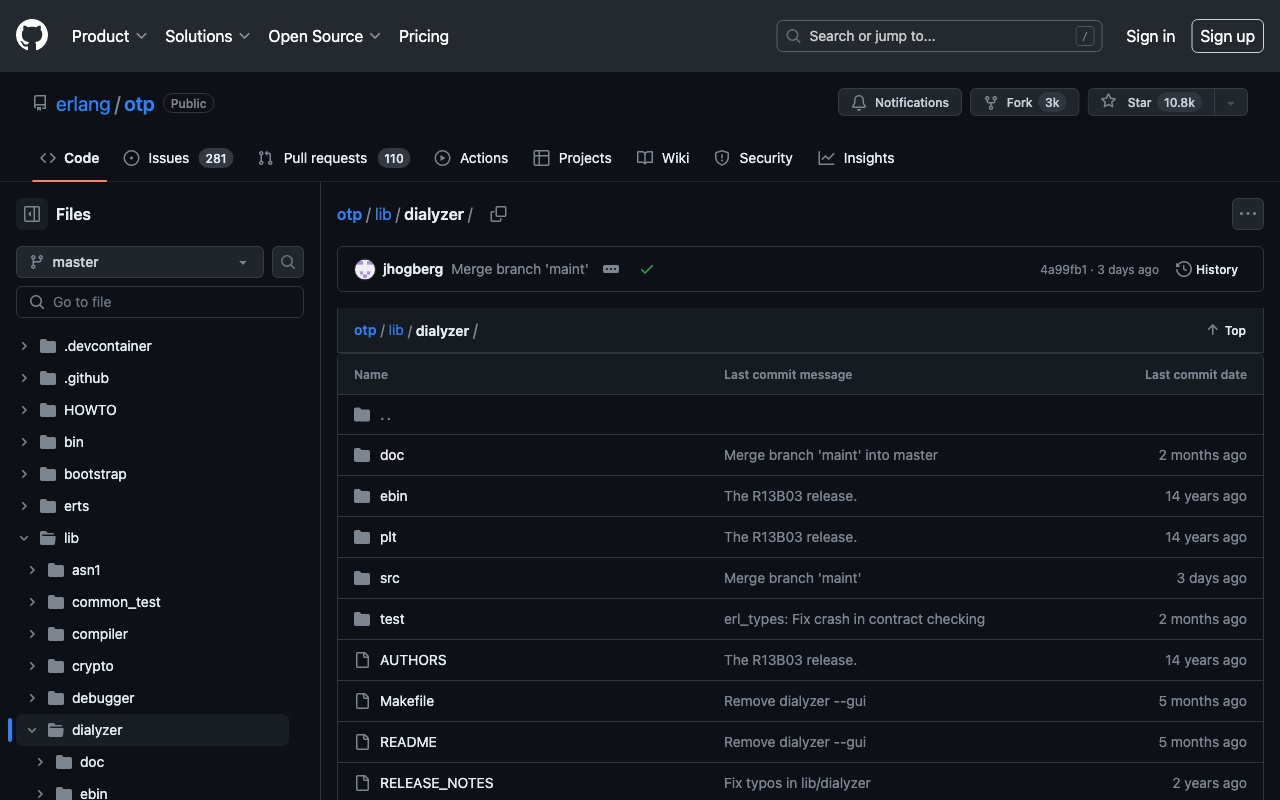 Product Solutions Open Source Pricing Search or jump to... / Sign in Sign up
erlang / otp Public Notifications Fork 3k Star 10.8k
Code Issues 281 Pull requests 110 Actions Projects Wiki Security Insights
Files
master
Go to file
.devcontainer
.github
HOWTO
bin
bootstrap
erts
lib
asn1
common_test
compiler
crypto
debugger
dialyzer
doc
ebin
otp / lib / dialyzer /
jhogberg Merge branch 'maint' 4a99fb1 · 3 days ago History
otp / lib / dialyzer / Top
Name Last commit message Last commit date
..
doc Merge branch 'maint' into master 2 months ago
ebin The R13B03 release. 14 years ago
plt The R13B03 release. 14 years ago
src Merge branch 'maint' 3 days ago
test erl_types: Fix crash in contract checking 2 months ago
AUTHORS The R13B03 release. 14 years ago
Makefile Remove dialyzer --gui 5 months ago
README Remove dialyzer --gui 5 months ago
RELEASE_NOTES Fix typos in lib/dialyzer 2 years ago